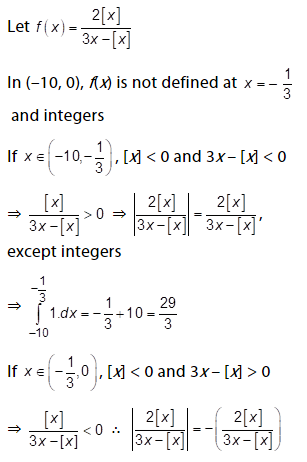 Let f(x) = 2[x] / 3x – [x]
In (–10, 0), f(x) is not defined at x = – 1/3
and integers
If x ∈ (–10, – 1/3), [x] < 0 and 3x – [x] < 0
⇒ [x] / 3x – [x] > 0 ⇒ |2[x] / 3x – [x]| = 2[x] / 3x – [x],
except integers
⇒ ∫_{–10}^{–1/3} 1.dx = – 1/3 + 10 = 29/3
If x ∈ (– 1/3, 0), [x] < 0 and 3x – [x] > 0
⇒ [x] / 3x – [x] < 0 ∴ |2[x] / 3x – [x]| = – (2[x] / 3x – [x])